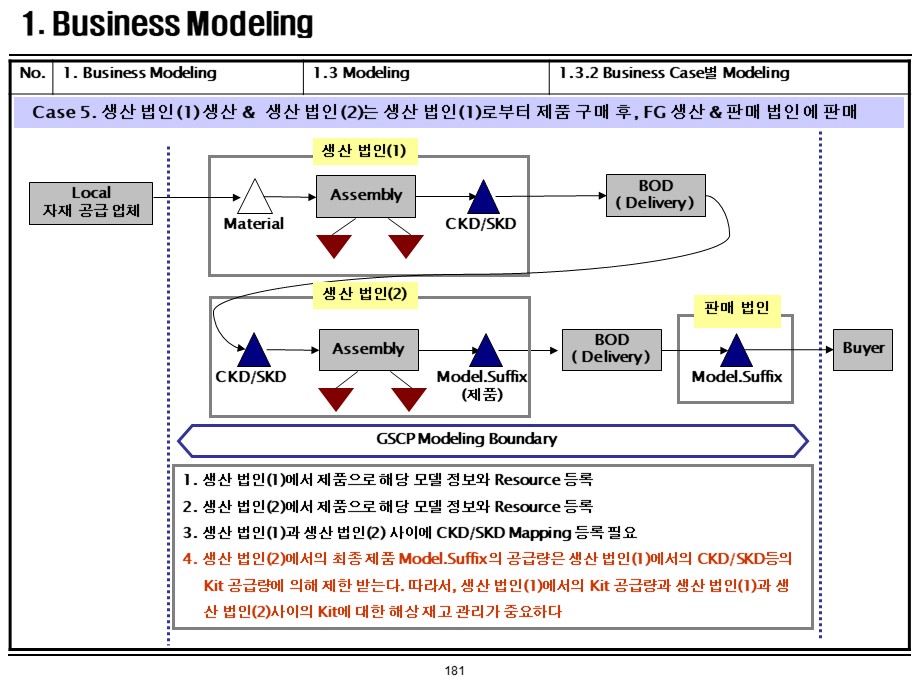 1. Business Modeling
No. 1. Business Modeling 1.3 Modeling 1.3.2 Business Case별 Modeling
Case 5. 생산 법인(1) 생산 & 생산 법인(2)는 생산 법인(1)로부터 제품 구매 후, FG 생산 & 판매 법인에 판매
생산 법인(1)
Local
자재 공급 업체
Material
Assembly
CKD/SKD
BOD
( Delivery)
생산 법인(2)
CKD/SKD
Assembly
Model.Suffix
(제품)
BOD
( Delivery)
판매 법인
Model.Suffix
Buyer
GSCP Modeling Boundary
1. 생산 법인(1)에서 제품으로 해당 모델 정보와 Resource 등록
2. 생산 법인(2)에서 제품으로 해당 모델 정보와 Resource 등록
3. 생산 법인(1)과 생산 법인(2) 사이에 CKD/SKD Mapping 등록 필요
4. 생산 법인(2)에서의 최종 제품 Model.Suffix의 공급량은 생산 법인(1)에서의 CKD/SKD등의
Kit 공급량에 의해 제한 받는다. 따라서, 생산 법인(1)에서의 Kit 공급량과 생산 법인(1)과 생
산 법인(2)사이의 Kit에 대한 해상 재고 관리가 중요하다
181